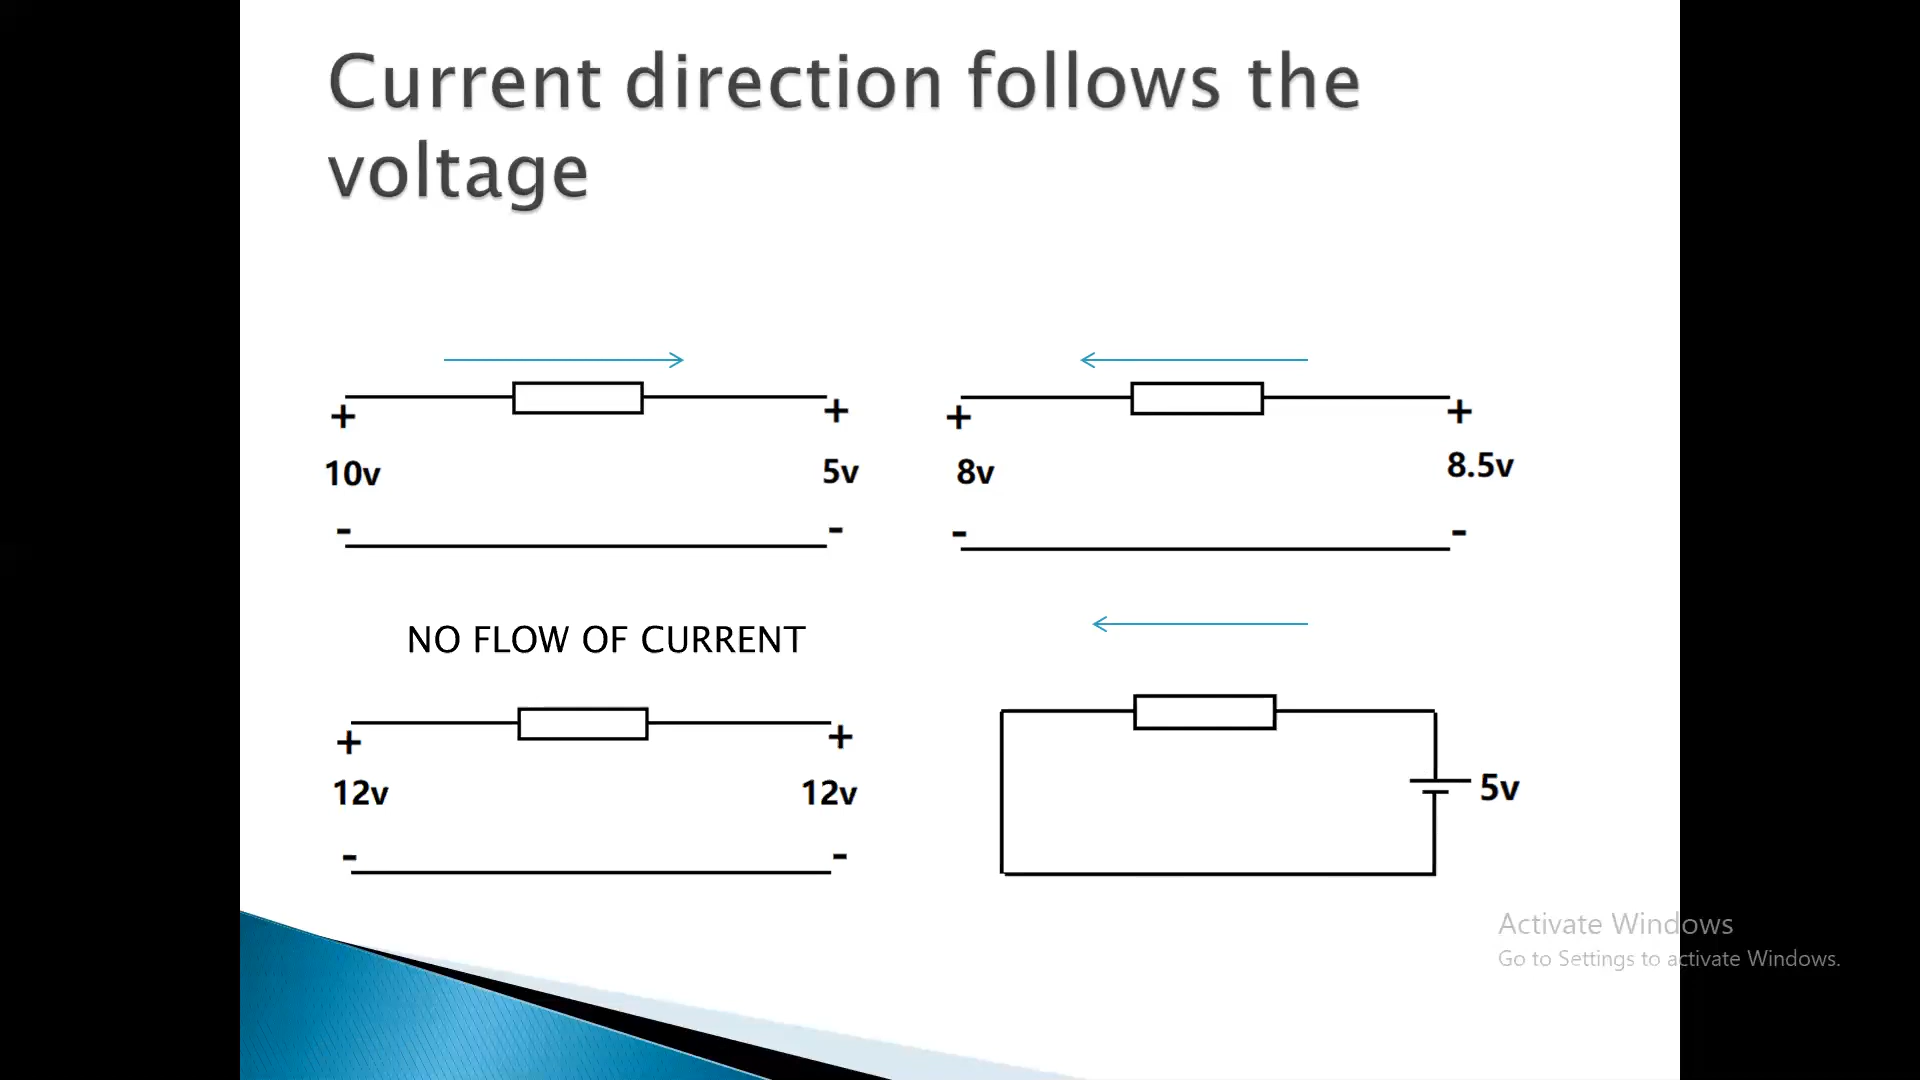 Current direction follows the
voltage
+ +
10v 5v
- -
+ +
8v 8.5v
- -
NO FLOW OF CURRENT
+ +
12v 12v
- -
5v
Activate Windows
Go to Settings to activate Windows.